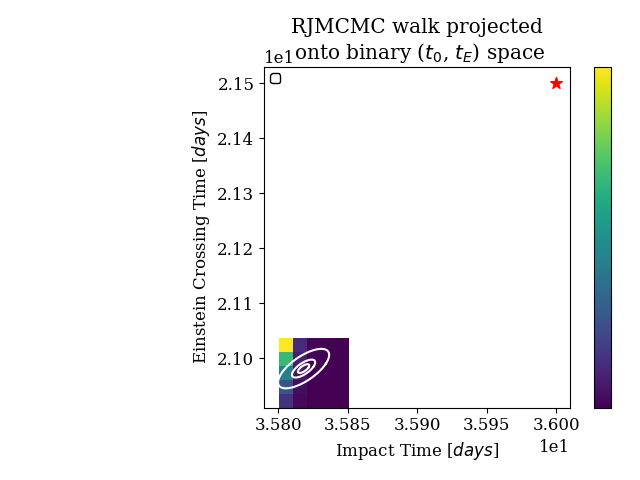 RJMCMC walk projected
onto binary (t₀, t_E) space
1e1
2.15
2.14
2.13
2.12
2.11
2.10
Einstein Crossing Time [days]
3.580 3.585 3.590 3.595 3.600
1e1
Impact Time [days]